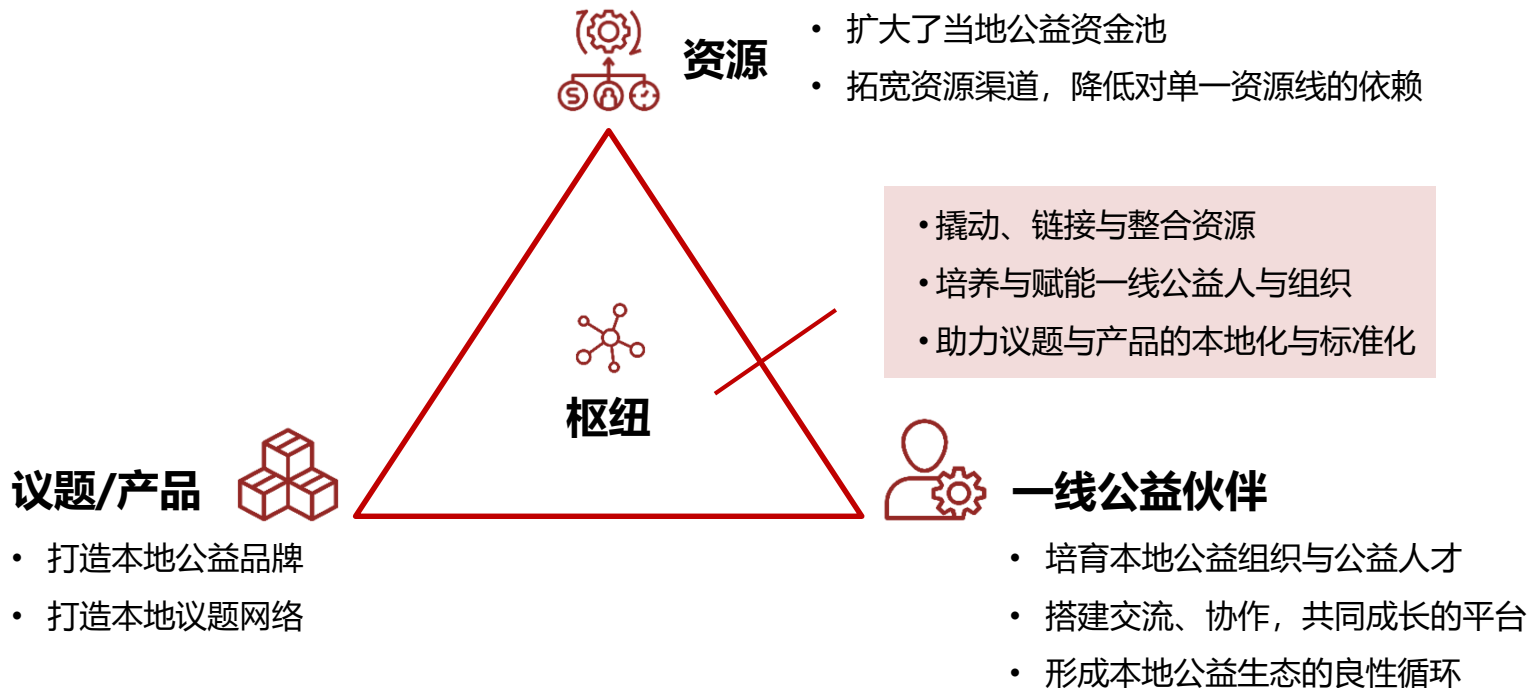 资源
• 扩大了当地公益资金池
• 拓宽资源渠道，降低对单一资源线的依赖
•撬动、链接与整合资源
•培养与赋能一线公益人与组织
•助力议题与产品的本地化与标准化
枢纽
议题/产品
• 打造本地公益品牌
• 打造本地议题网络
一线公益伙伴
• 培育本地公益组织与公益人才
• 搭建交流、协作，共同成长的平台
• 形成本地公益生态的良性循环